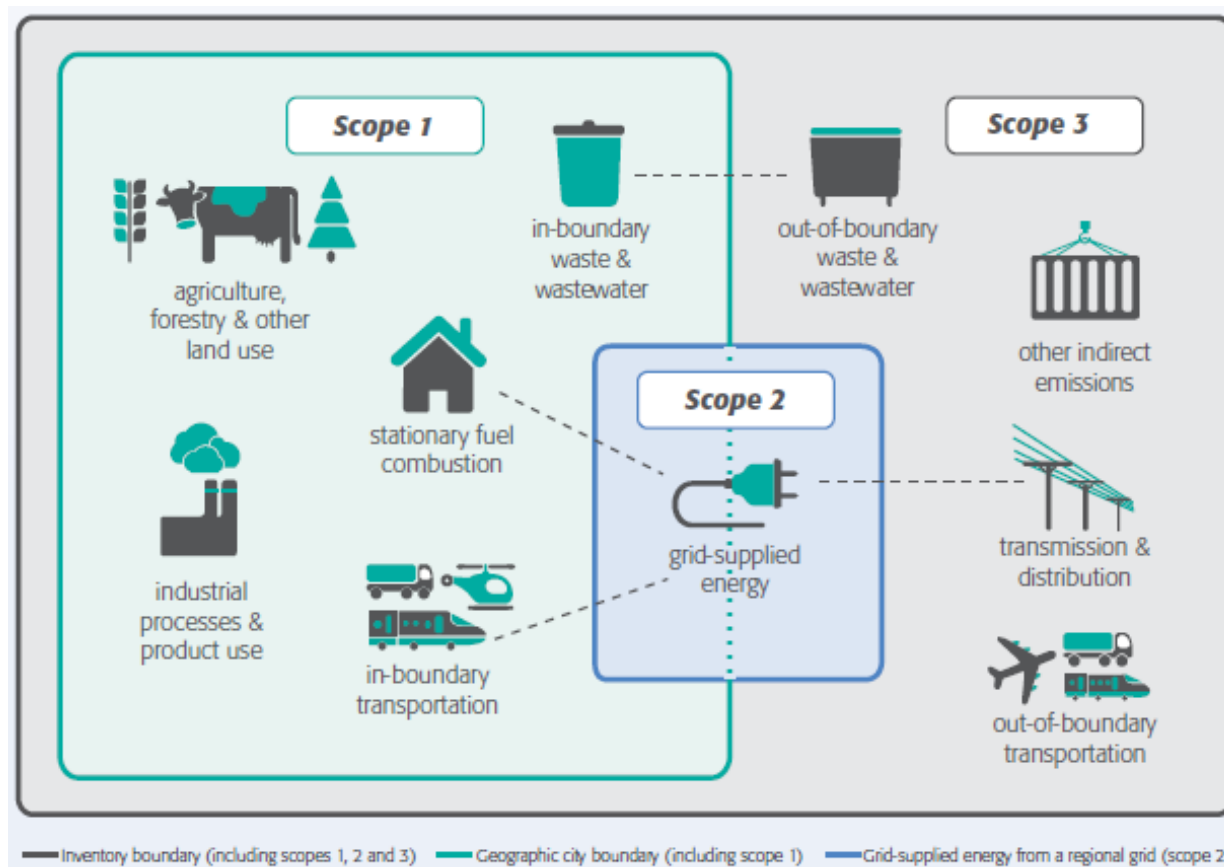 Scope 1
Scope 3
in-boundary
waste &
wastewater
out-of-boundary
waste &
wastewater
agriculture,
forestry & other
land use
other indirect
emissions
Scope 2
stationary fuel
combustion
grid-supplied
energy
transmission &
distribution
industrial
processes &
product use
in-boundary
transportation
out-of-boundary
transportation
Inventory boundary (including scopes 1, 2 and 3) Geographic city boundary (including scope 1) Grid-supplied energy from a regional grid (scope 2